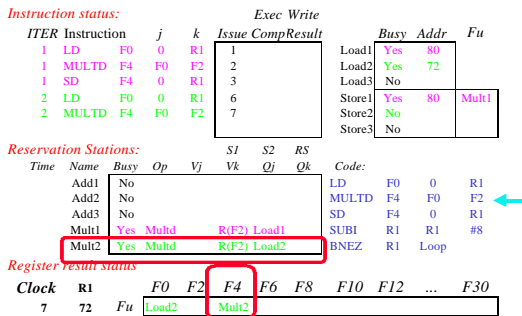 Instruction status: Exec Write
ITER Instruction j k Issue CompResult Busy Addr Fu
1 LD F0 0 R1 1 Load1 Yes 80
1 MULTD F4 F0 F2 2 Load2 Yes 72
1 SD F4 0 R1 3 Load3 No
2 LD F0 0 R1 6 Store1 Yes 80 Mult1
2 MULTD F4 F0 F2 7 Store2 No
Store3 No
Reservation Stations: S1 S2 RS
Time Name Busy Op Vj Vk Qj Qk Code:
Add1 No LD F0 0 R1
Add2 No MULTD F4 F0 F2
Add3 No SD F4 0 R1
Mult1 Yes Multd R(F2) Load1 SUBI R1 R1 #8
Mult2 Yes Multd R(F2) Load2 BNEZ R1 Loop
Register result status
Clock R1 F0 F2 F4 F6 F8 F10 F12 ... F30
7 72 Fu Load2 Mult2